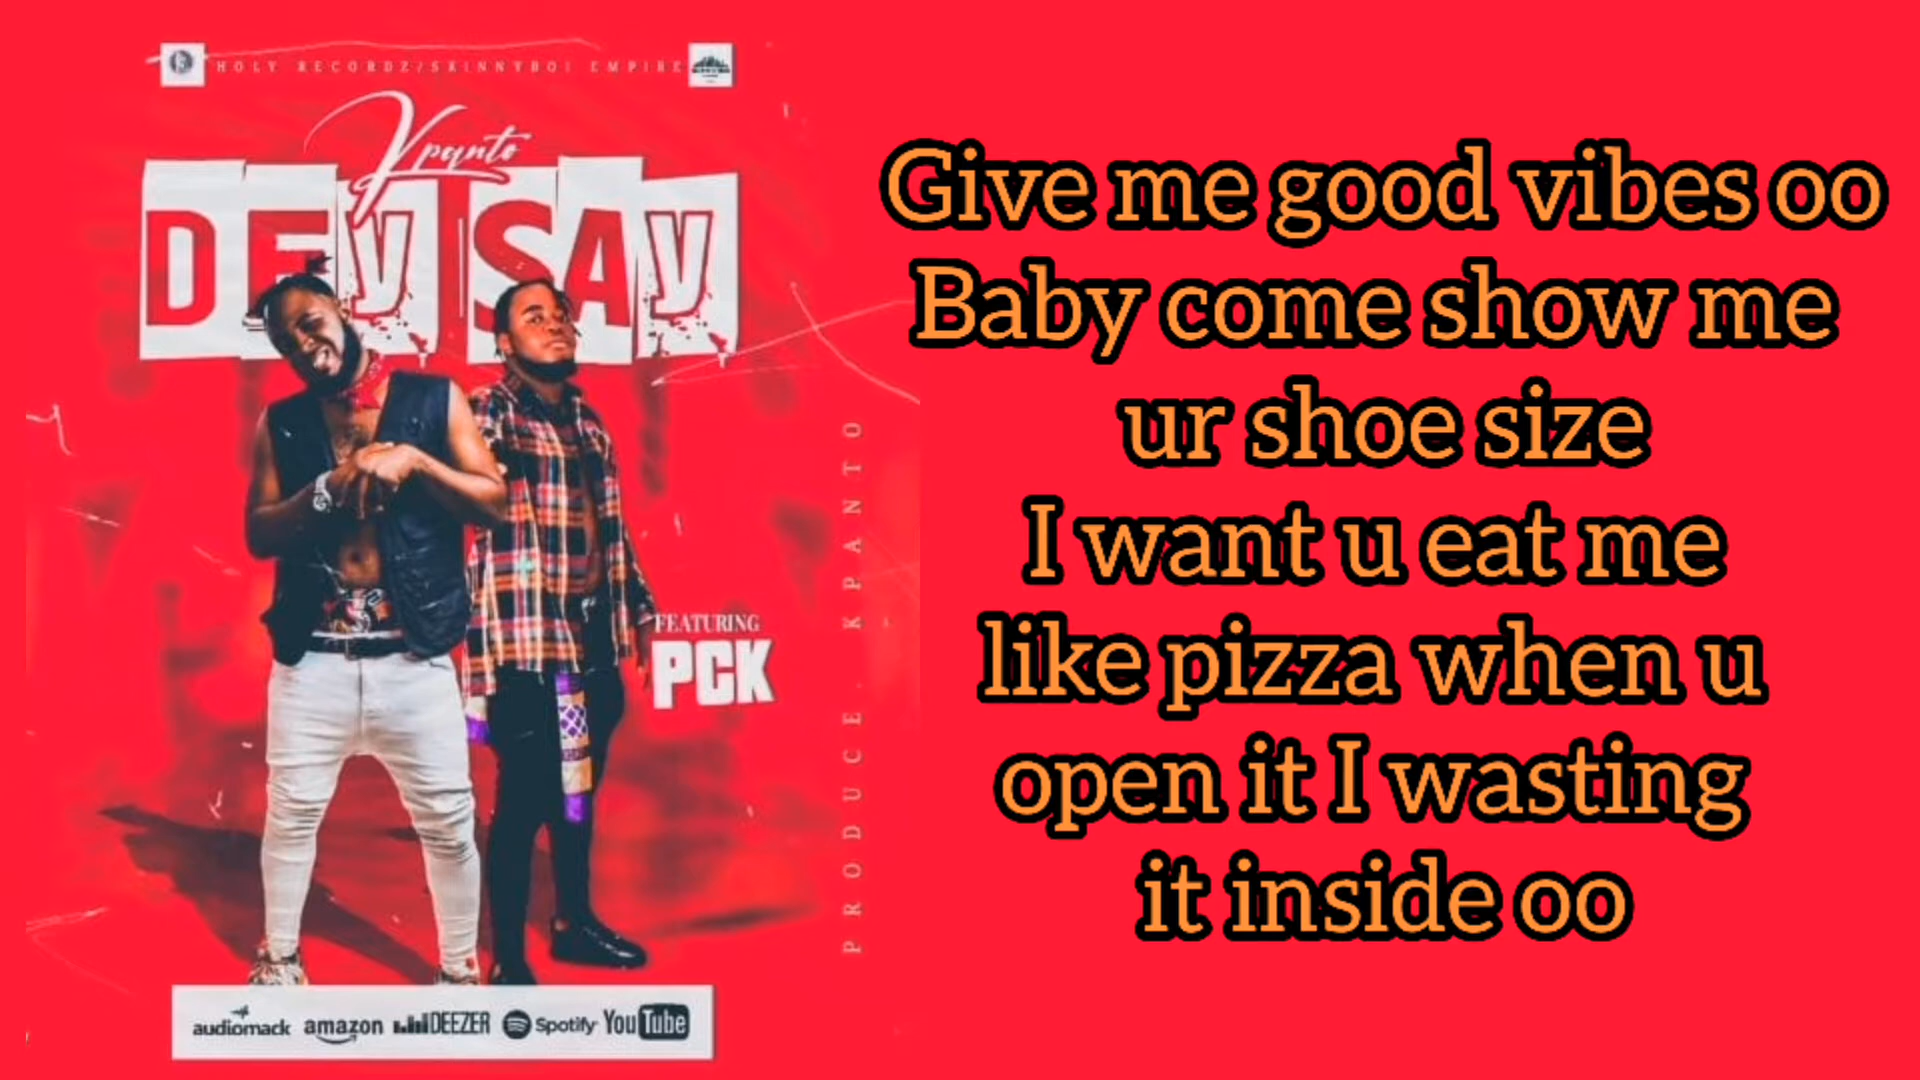 HOLY RECORDZ/SKINNYBOI EMPIRE
Kpanto
DEy SAy
FEATURING
PCK
PRODUCE. KPANTO
audiomack amazon DEEZER Spotify YouTube
Give me good vibes oo
Baby come show me
ur shoe size
I want u eat me
like pizza when u
open it I wasting
it inside oo